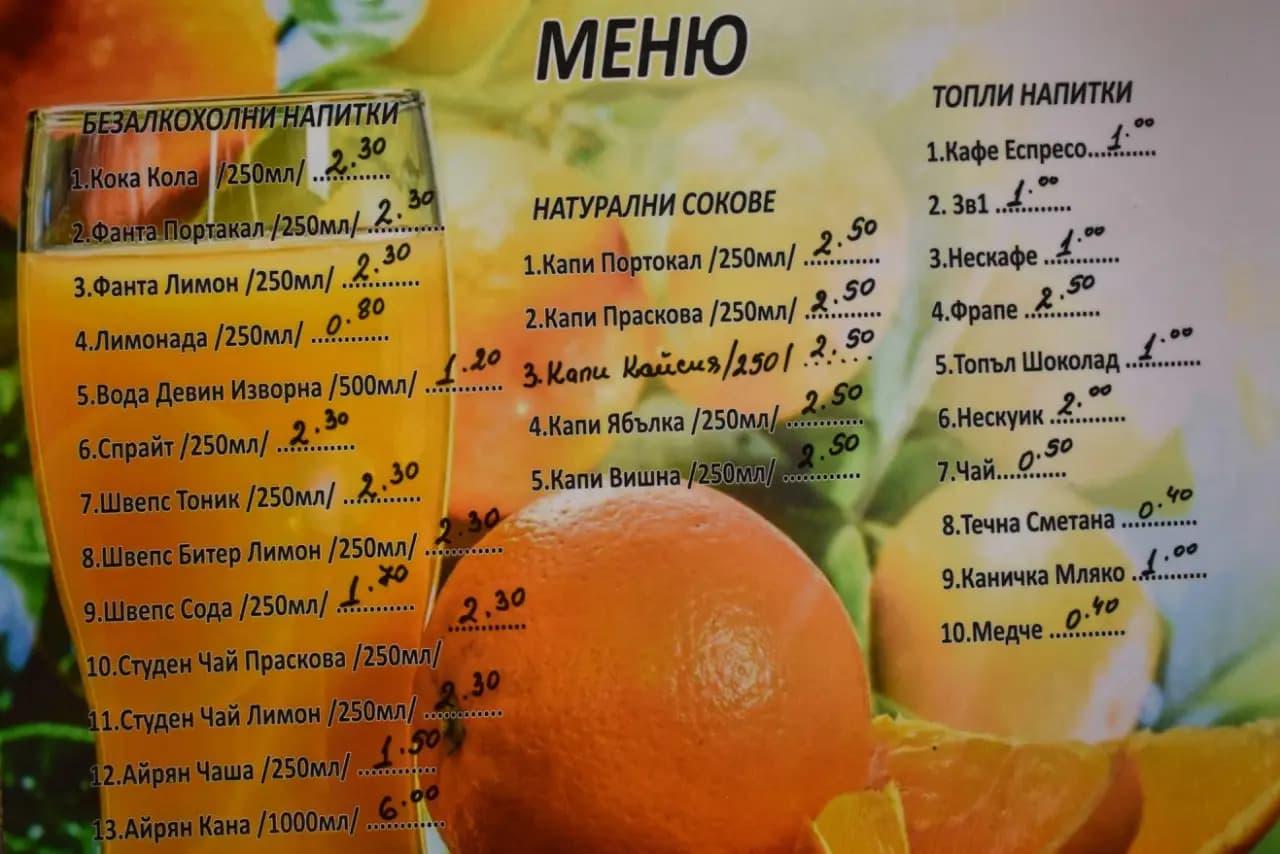 МЕНЮ
БЕЗАЛКОХОЛНИ НАПИТКИ
1.Кока Кола /250мл/ ............ 2.30
2.Фанта Портакал /250мл/ ............ 2.30
3.Фанта Лимон /250мл/ ............ 2.30
4.Лимонада /250мл/ ............ 0.80
5.Вода Девин Изворна /500мл/ ............ 1.20
6.Спрайт /250мл/ ............ 2.30
7.Швепс Тоник /250мл/ ............ 2.30
8.Швепс Битер Лимон /250мл/ ............ 2.30
9.Швепс Сода /250мл/ ............ 1.70
10.Студен Чай Праскова /250мл/ ............ 2.30
11.Студен Чай Лимон /250мл/ ............ 2.30
12.Айрян Чаша /250мл/ ............ 1.50
13.Айрян Кана /1000мл/ ............ 6.00
НАТУРАЛНИ СОКОВЕ
1.Капи Портокал /250мл/ ............ 2.50
2.Капи Праскова /250мл/ ............ 2.50
3.Капи Кайсия /250/ ...... 2.50
4.Капи Ябълка /250мл/ ............ 2.50
5.Капи Вишна /250мл/ ............ 2.50
ТОПЛИ НАПИТКИ
1.Кафе Еспресо........... 1.00
2. 3в1 ............ 1.00
3.Нескафе ............ 1.00
4.Фрапе ............ 2.50
5.Топъл Шоколад ............ 1.00
6.Нескуик ............ 2.00
7.Чай........... 0.50
8.Течна Сметана ............ 0.40
9.Каничка Мляко ............ 1.00
10.Медче ............ 0.40